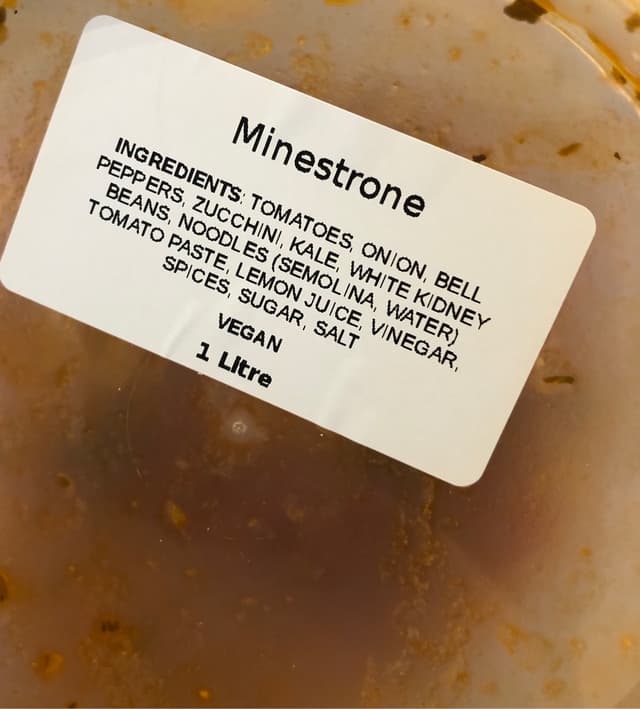 Minestrone
INGREDIENTS: TOMATOES, ONION, BELL
PEPPERS, ZUCCHINI, KALE, WHITE KIDNEY
BEANS, NOODLES (SEMOLINA, WATER)
TOMATO PASTE, LEMON JUICE, VINEGAR,
SPICES, SUGAR, SALT
VEGAN
1 Litre